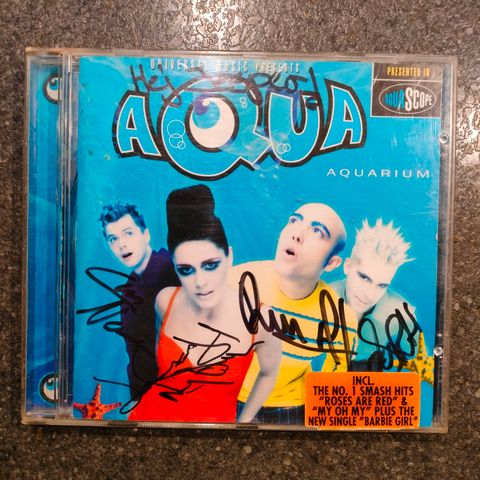 UNIVERSAL MUSIC PRESENTS
Hej
AQUA
PRESENTED IN
AQUASCOPE
AQUARIUM
INCL.
THE NO. 1 SMASH HITS
"ROSES ARE RED" &
"MY OH MY" PLUS THE
NEW SINGLE "BARBIE GIRL"